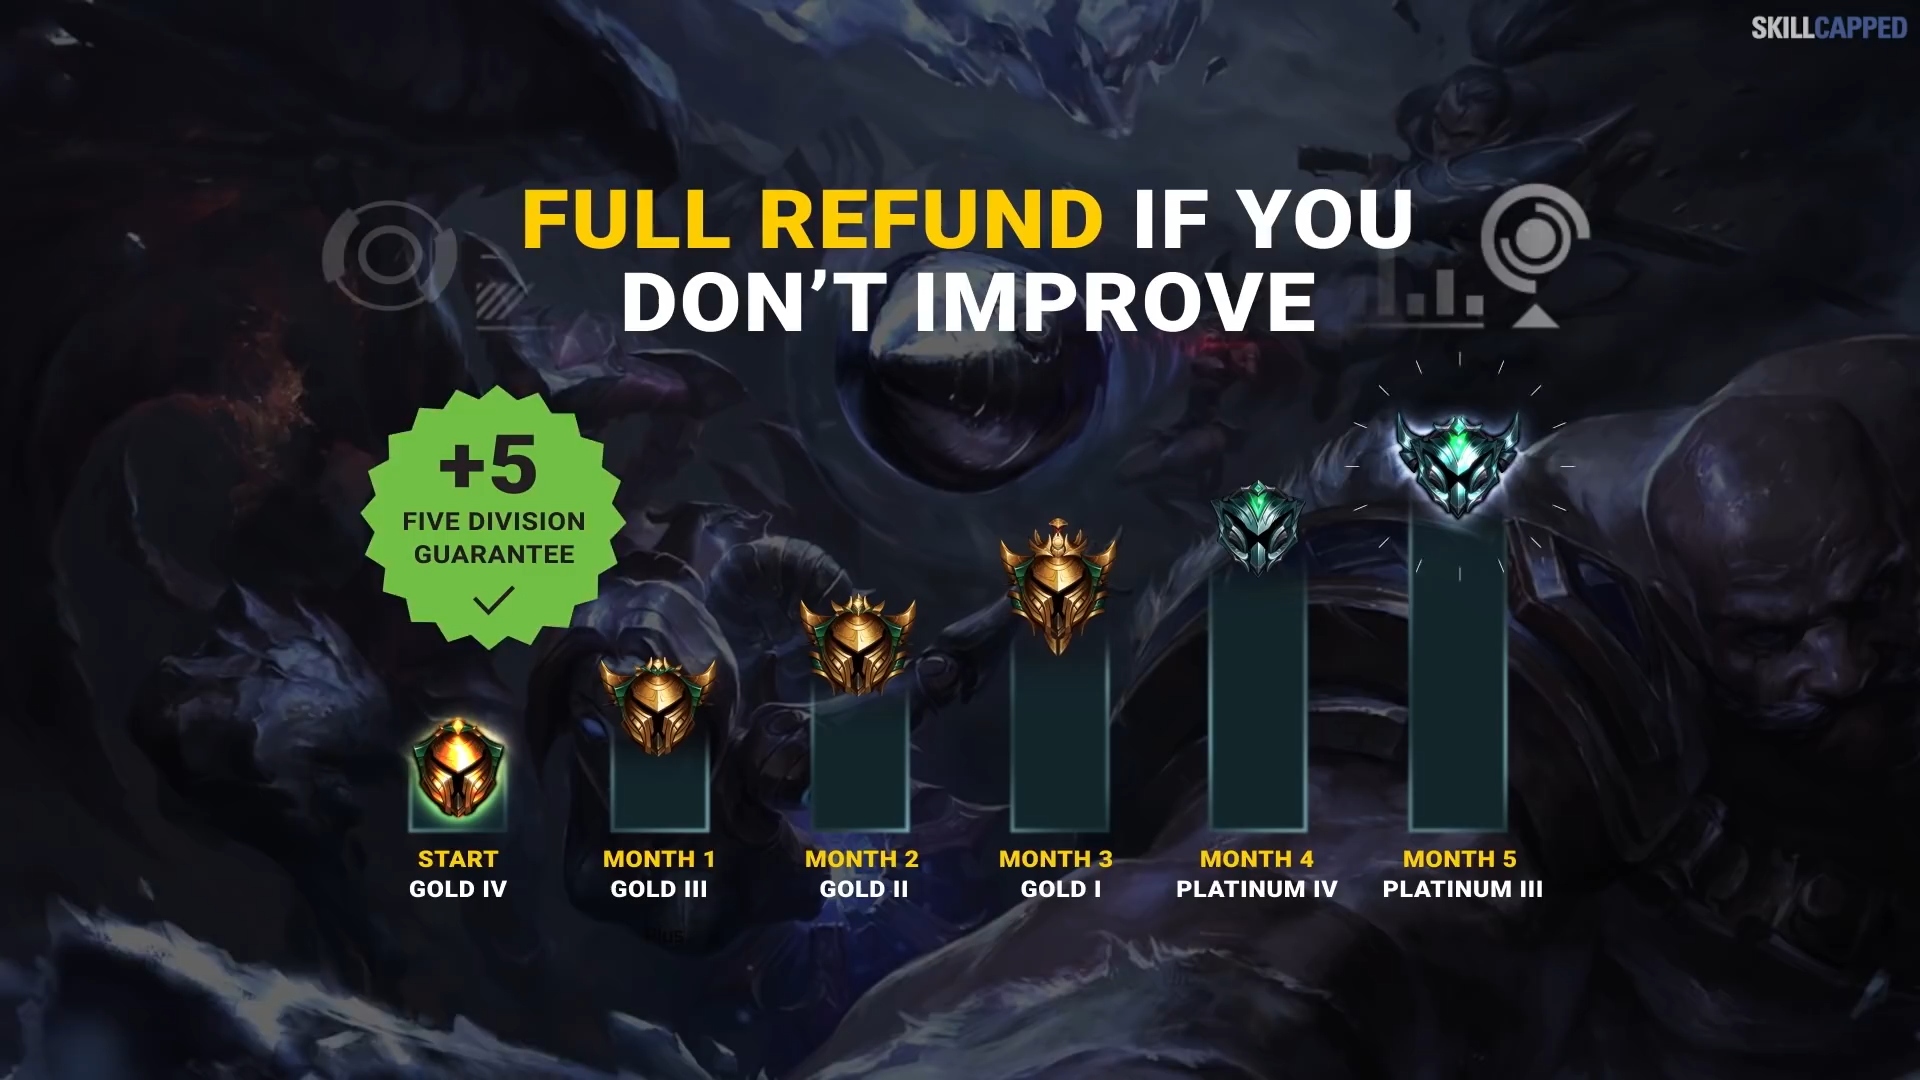 SKILLCAPPED
FULL REFUND IF YOU
DON'T IMPROVE
+5
FIVE DIVISION
GUARANTEE
START
GOLD IV
MONTH 1
GOLD III
MONTH 2
GOLD II
MONTH 3
GOLD I
MONTH 4
PLATINUM IV
MONTH 5
PLATINUM III
Plus